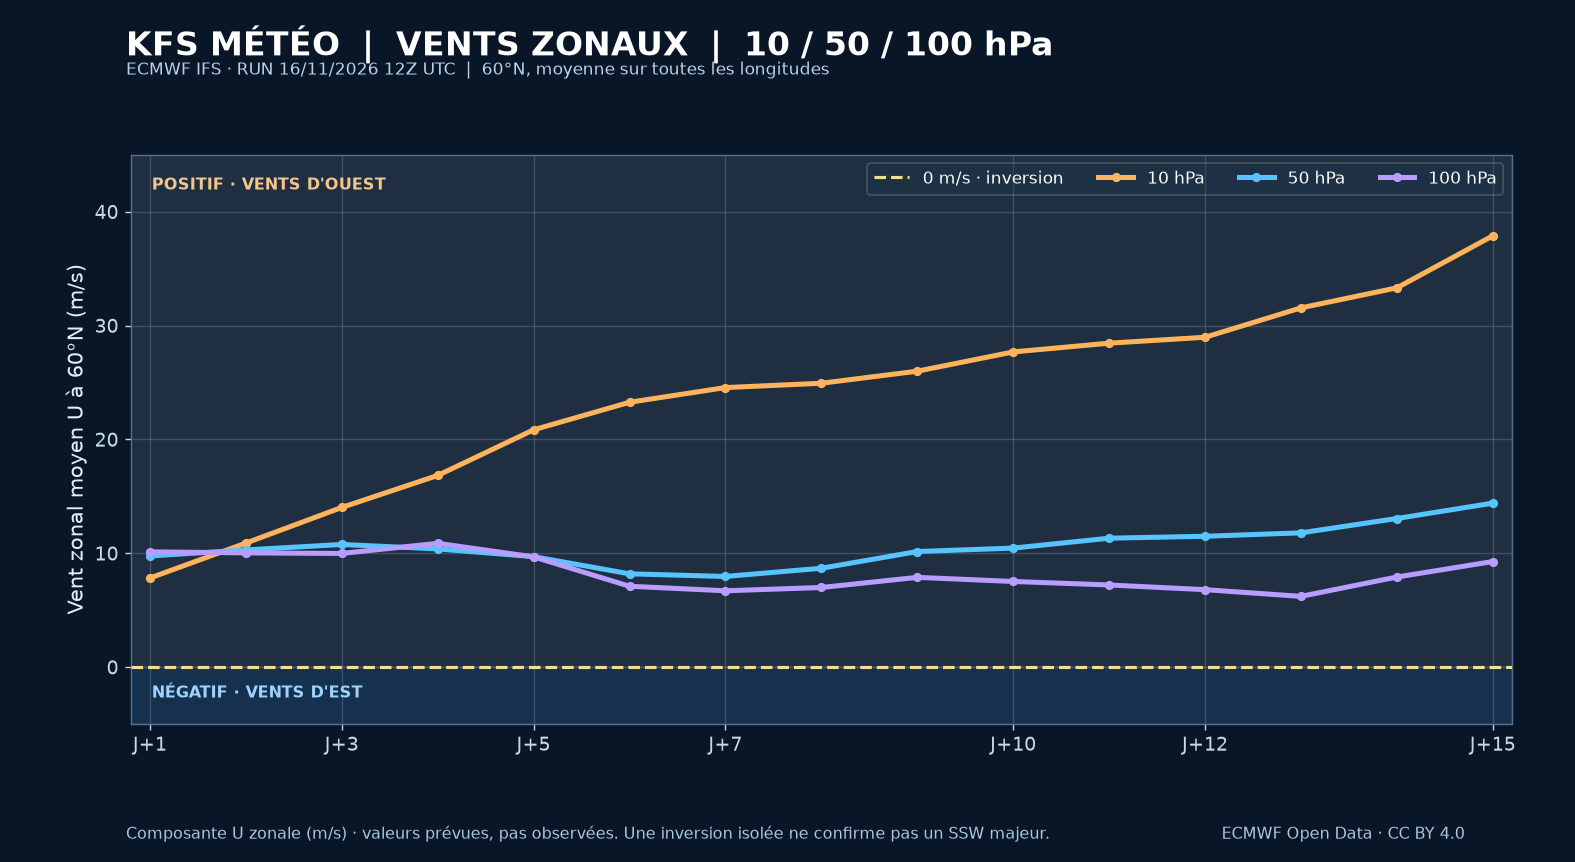 KFS MÉTÉO | VENTS ZONAUX | 10 / 50 / 100 hPa
ECMWF IFS · RUN 16/11/2026 12Z UTC | 60°N, moyenne sur toutes les longitudes
POSITIF · VENTS D'OUEST
0 m/s · inversion
10 hPa
50 hPa
100 hPa
Vent zonal moyen U à 60°N (m/s)
40
30
20
10
0
NÉGATIF · VENTS D'EST
J+1
J+3
J+5
J+7
J+10
J+12
J+15
Composante U zonale (m/s) · valeurs prévues, pas observées. Une inversion isolée ne confirme pas un SSW majeur.
ECMWF Open Data · CC BY 4.0